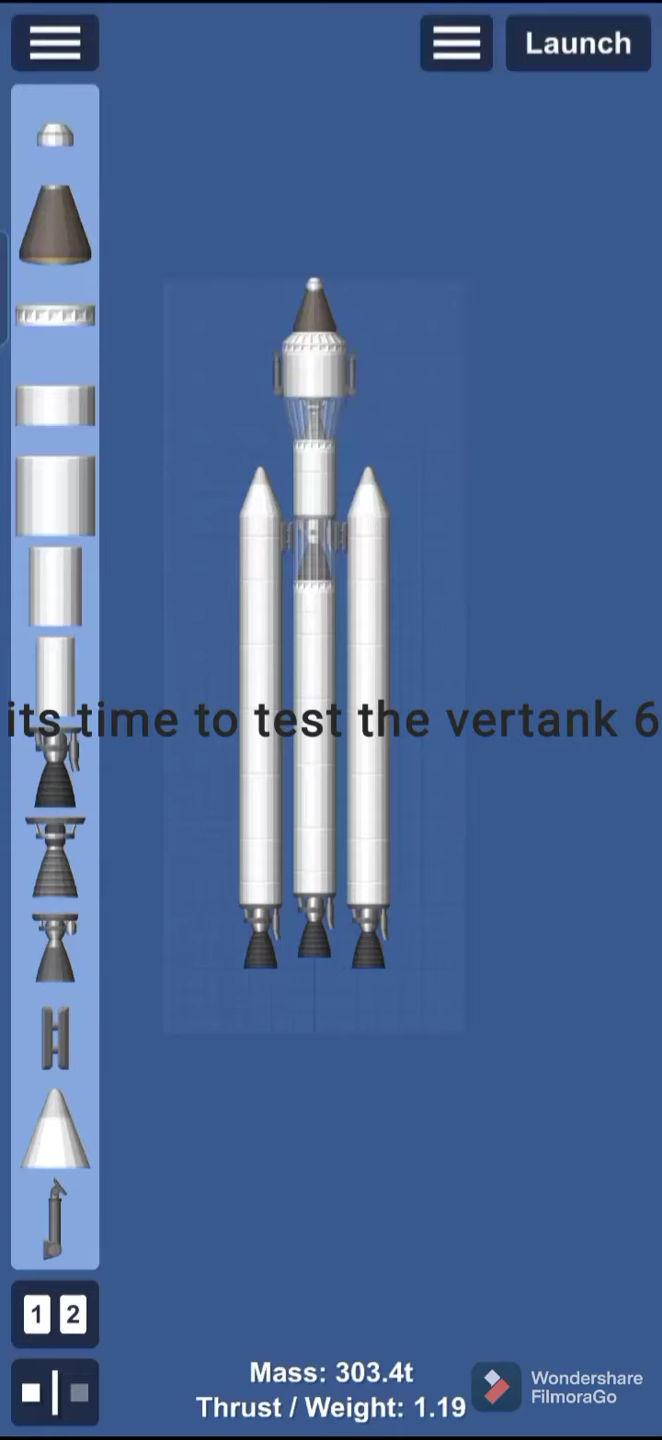 Launch
its time to test the vertank 6
1 2
Mass: 303.4t
Thrust / Weight: 1.19
Wondershare
FilmoraGo